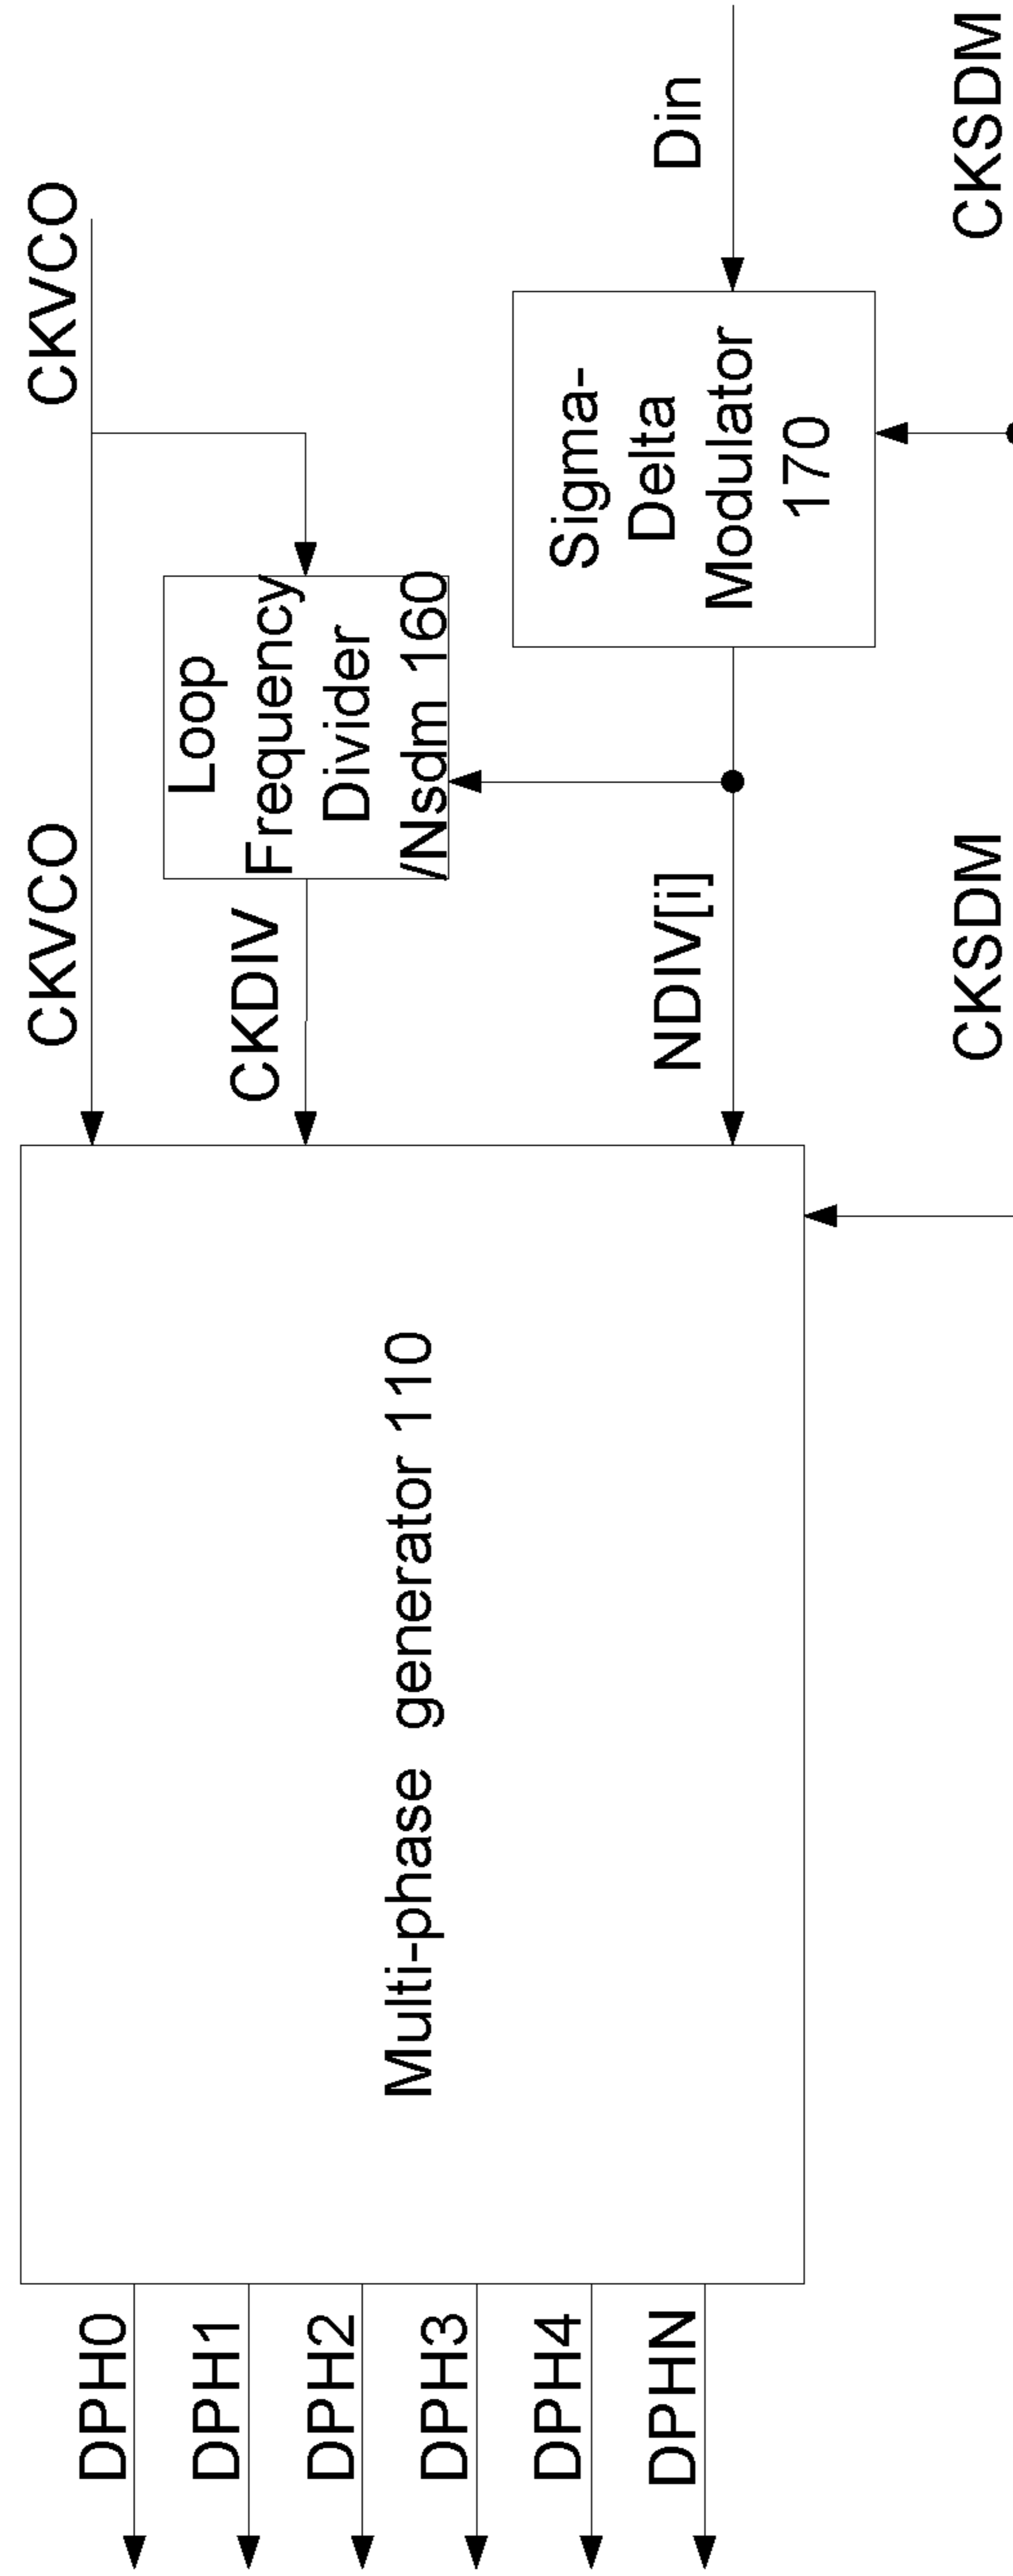 DPH0
DPH1
DPH2
DPH3
DPH4
DPHN
Multi-phase generator 110
CKVCO
CKVCO
CKDIV
Loop
Frequency
Divider
/Nsdm 160
NDIV[i]
Sigma-
Delta
Modulator
170
Din
CKSDM
CKSDM